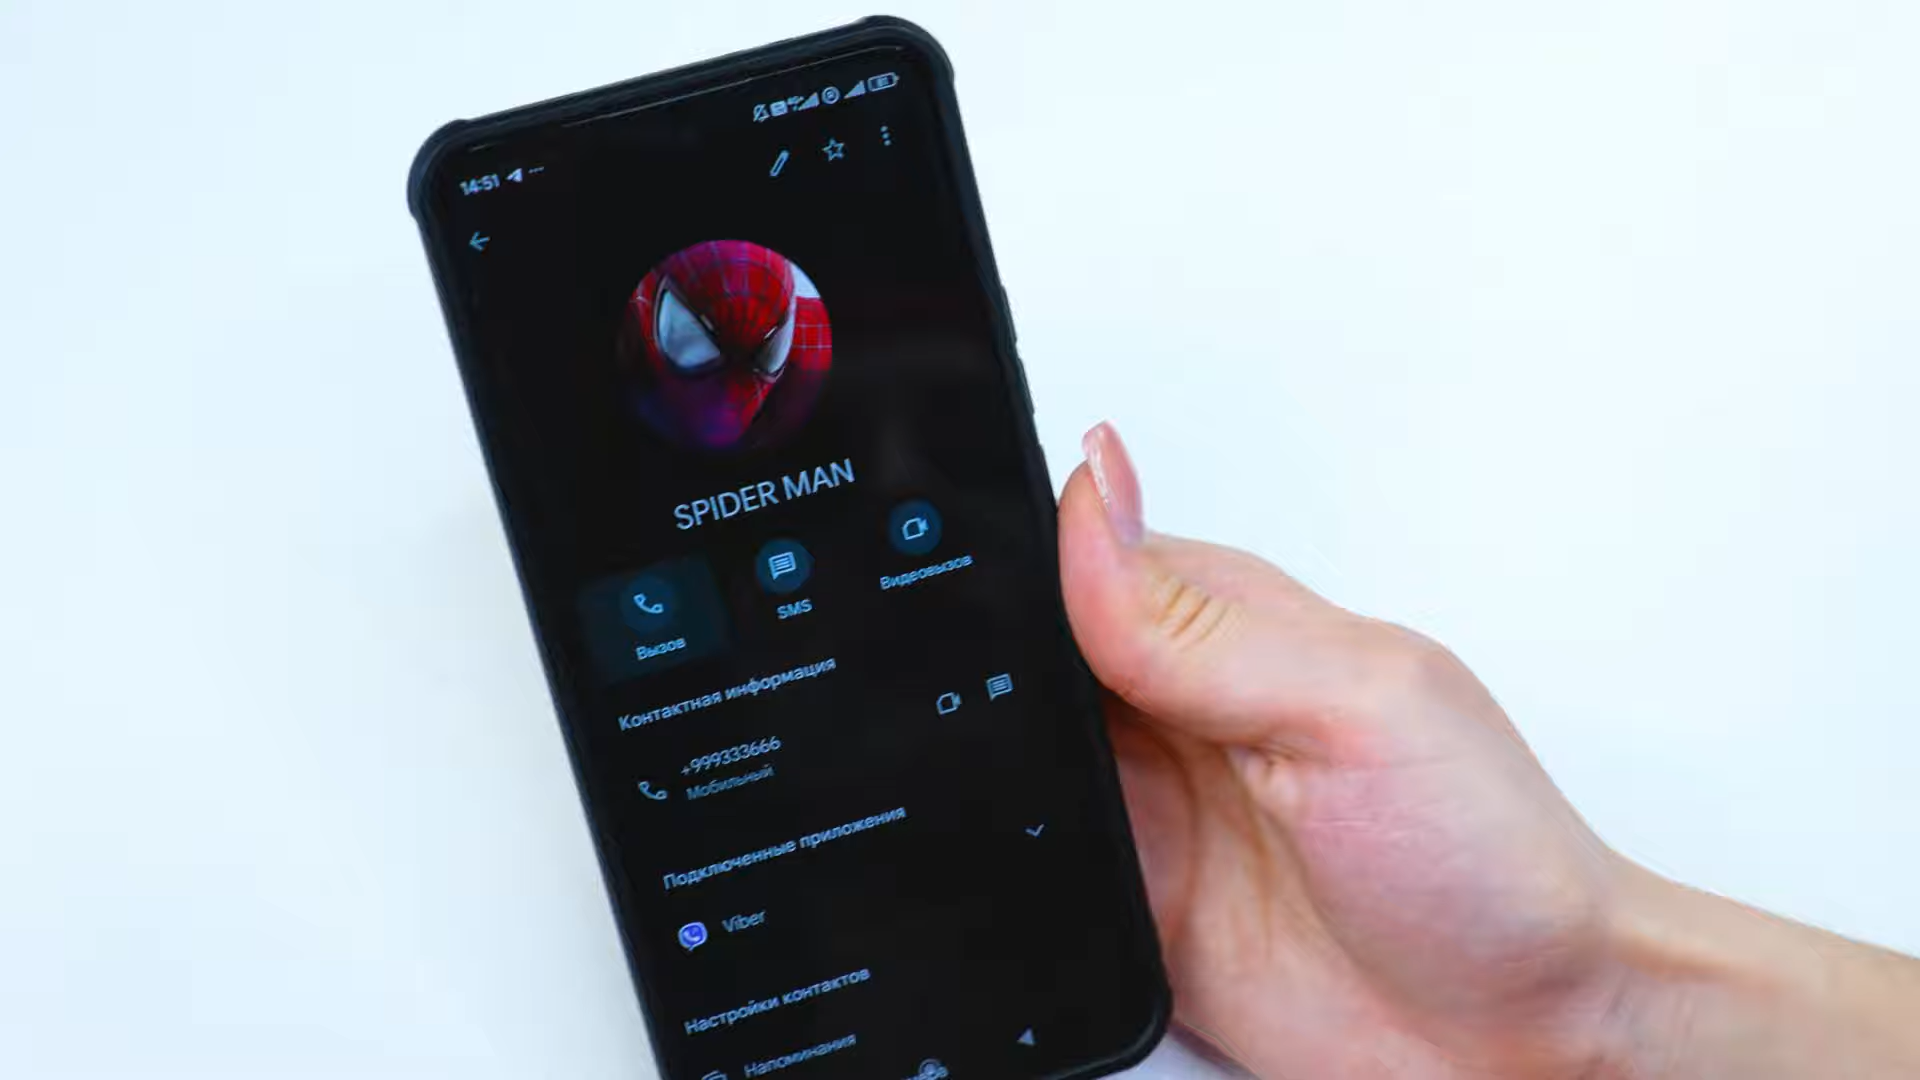 14:51
SPIDER MAN
Вызов
SMS
Видеовызов
Контактная информация
+999333666
Мобильный
Подключенные приложения
Viber
Настройки контактов
Напоминания